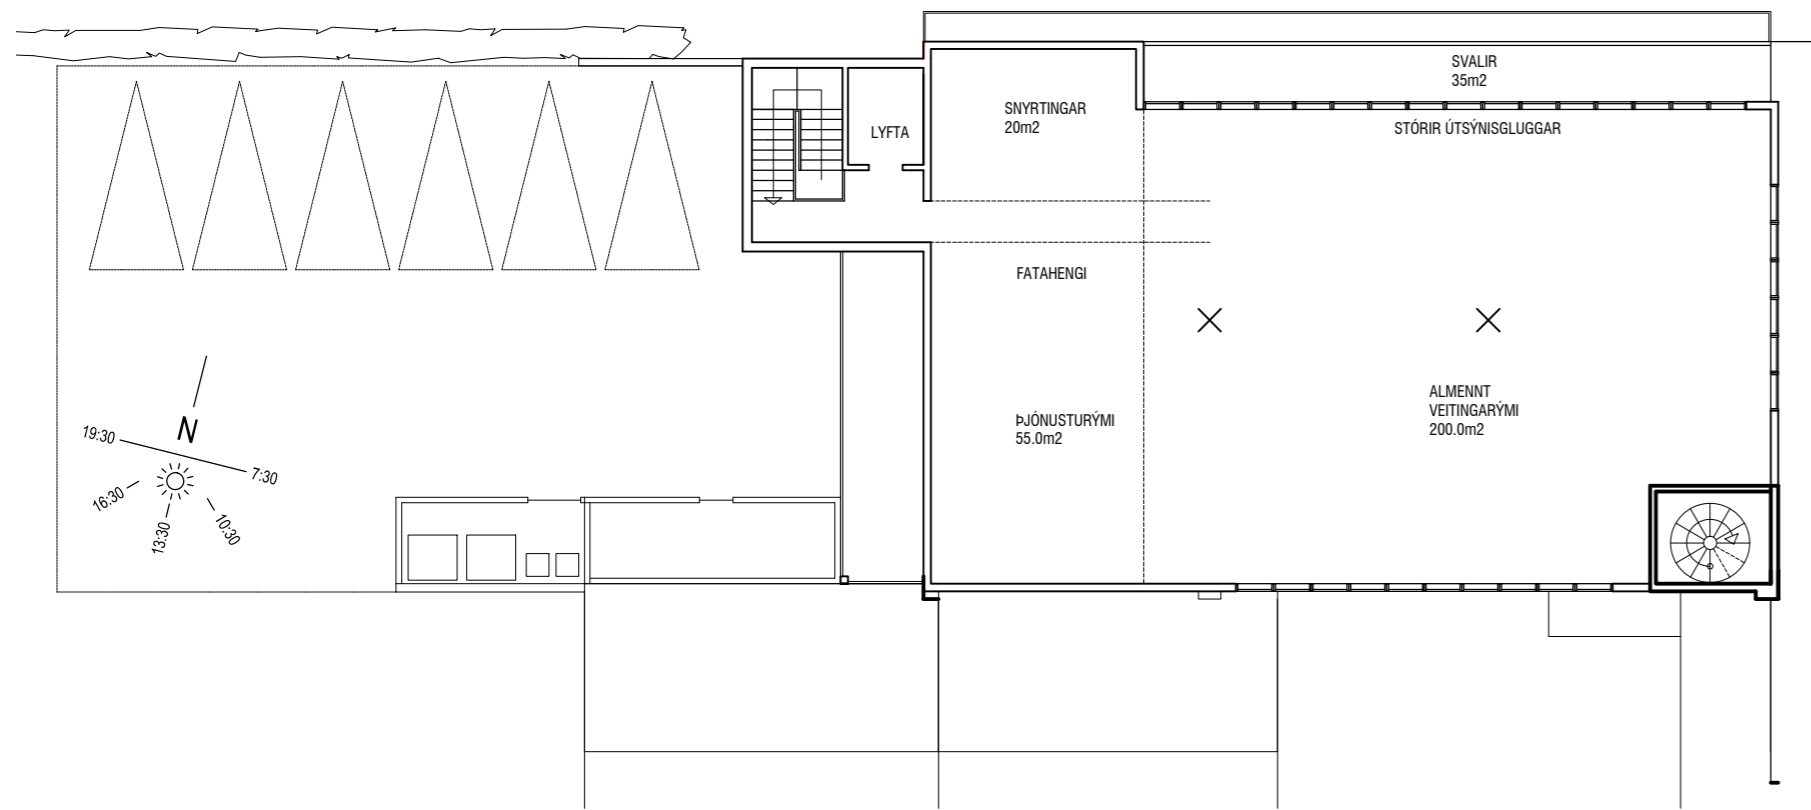 SVALIR
35m2
SNYRTINGAR
20m2
LYFTA
STÓRIR ÚTSÝNISGLUGGAR
FATAHENGI
ALMENNT
VEITINGARÝMI
200.0m2
ÞJÓNUSTURÝMI
55.0m2
N
19:30
7:30
16:30
13:30
10:30